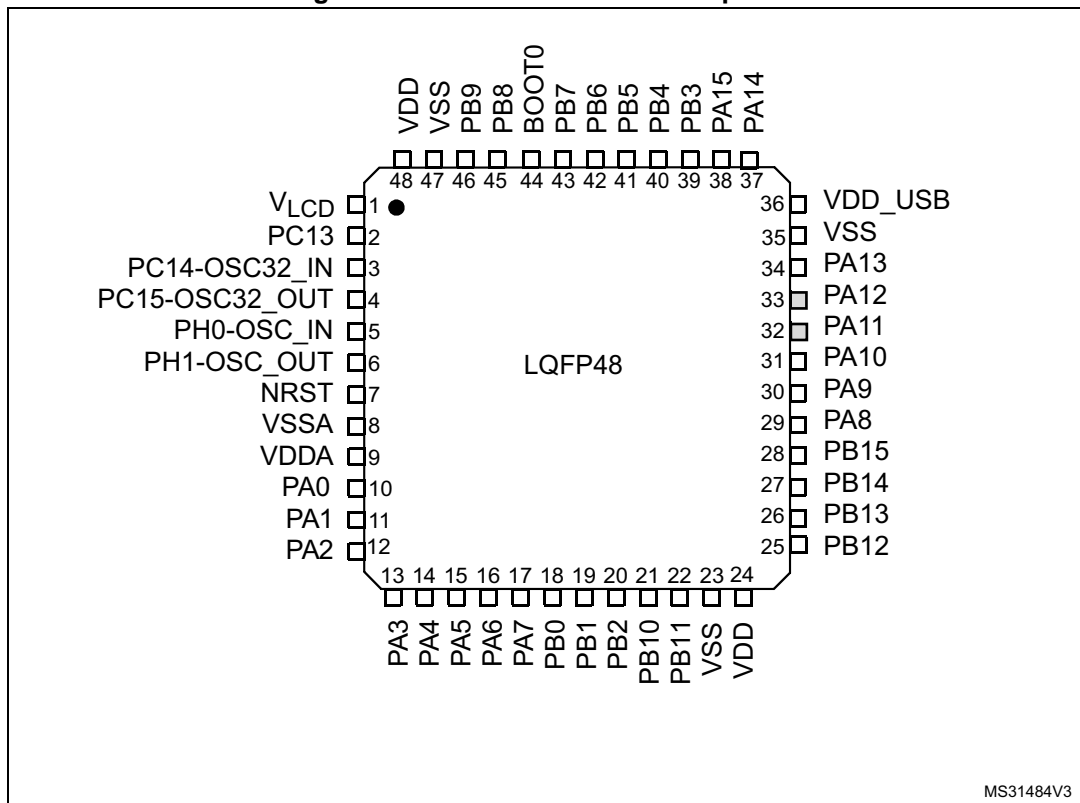 VDD
VSS
PB9
PB8
BOOT0
PB7
PB6
PB5
PB4
PB3
PA15
PA14
48 47 46 45 44 43 42 41 40 39 38 37
VLCD 1
PC13 2
PC14-OSC32_IN 3
PC15-OSC32_OUT 4
PH0-OSC_IN 5
PH1-OSC_OUT 6
NRST 7
VSSA 8
VDDA 9
PA0 10
PA1 11
PA2 12
LQFP48
36 VDD_USB
35 VSS
34 PA13
33 PA12
32 PA11
31 PA10
30 PA9
29 PA8
28 PB15
27 PB14
26 PB13
25 PB12
13 14 15 16 17 18 19 20 21 22 23 24
PA3
PA4
PA5
PA6
PA7
PB0
PB1
PB2
PB10
PB11
VSS
VDD
MS31484V3